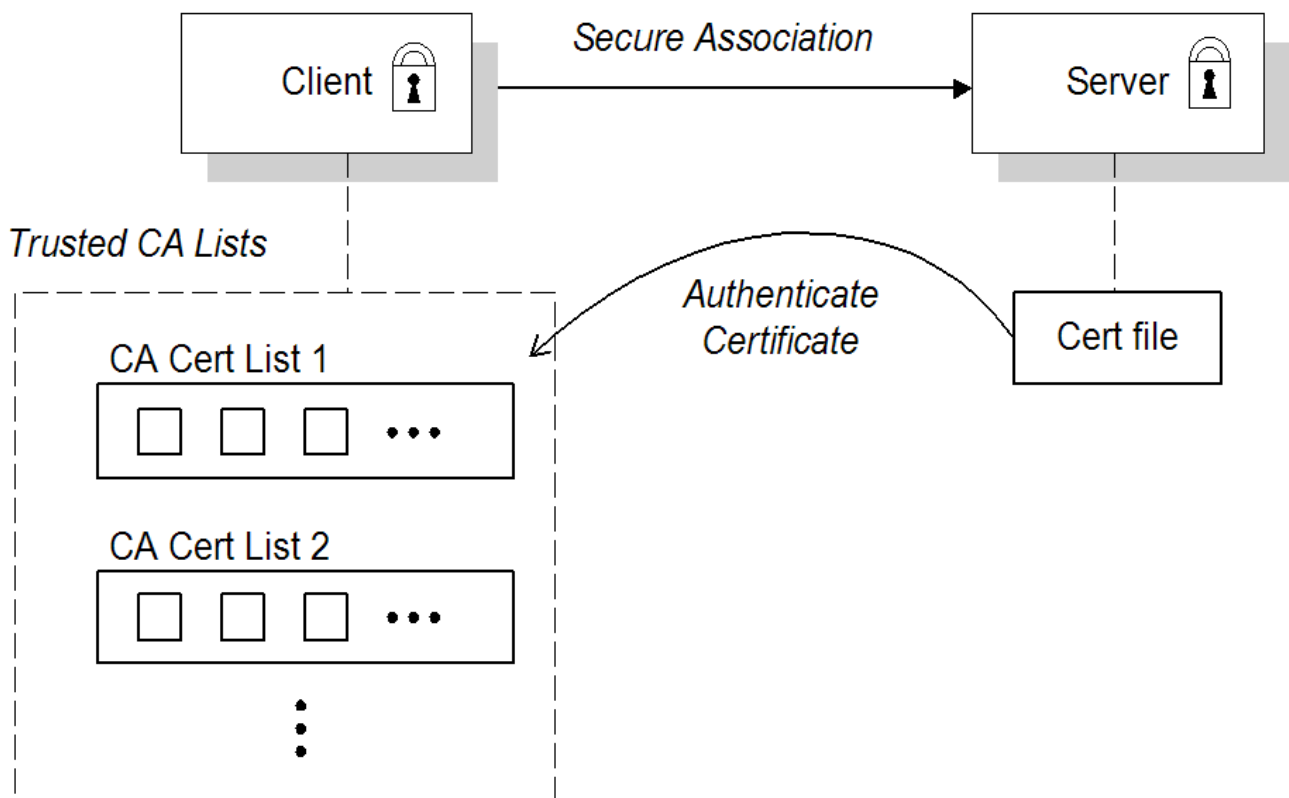 Secure Association
Client
Server
Trusted CA Lists
Authenticate
Certificate
Cert file
CA Cert List 1
CA Cert List 2